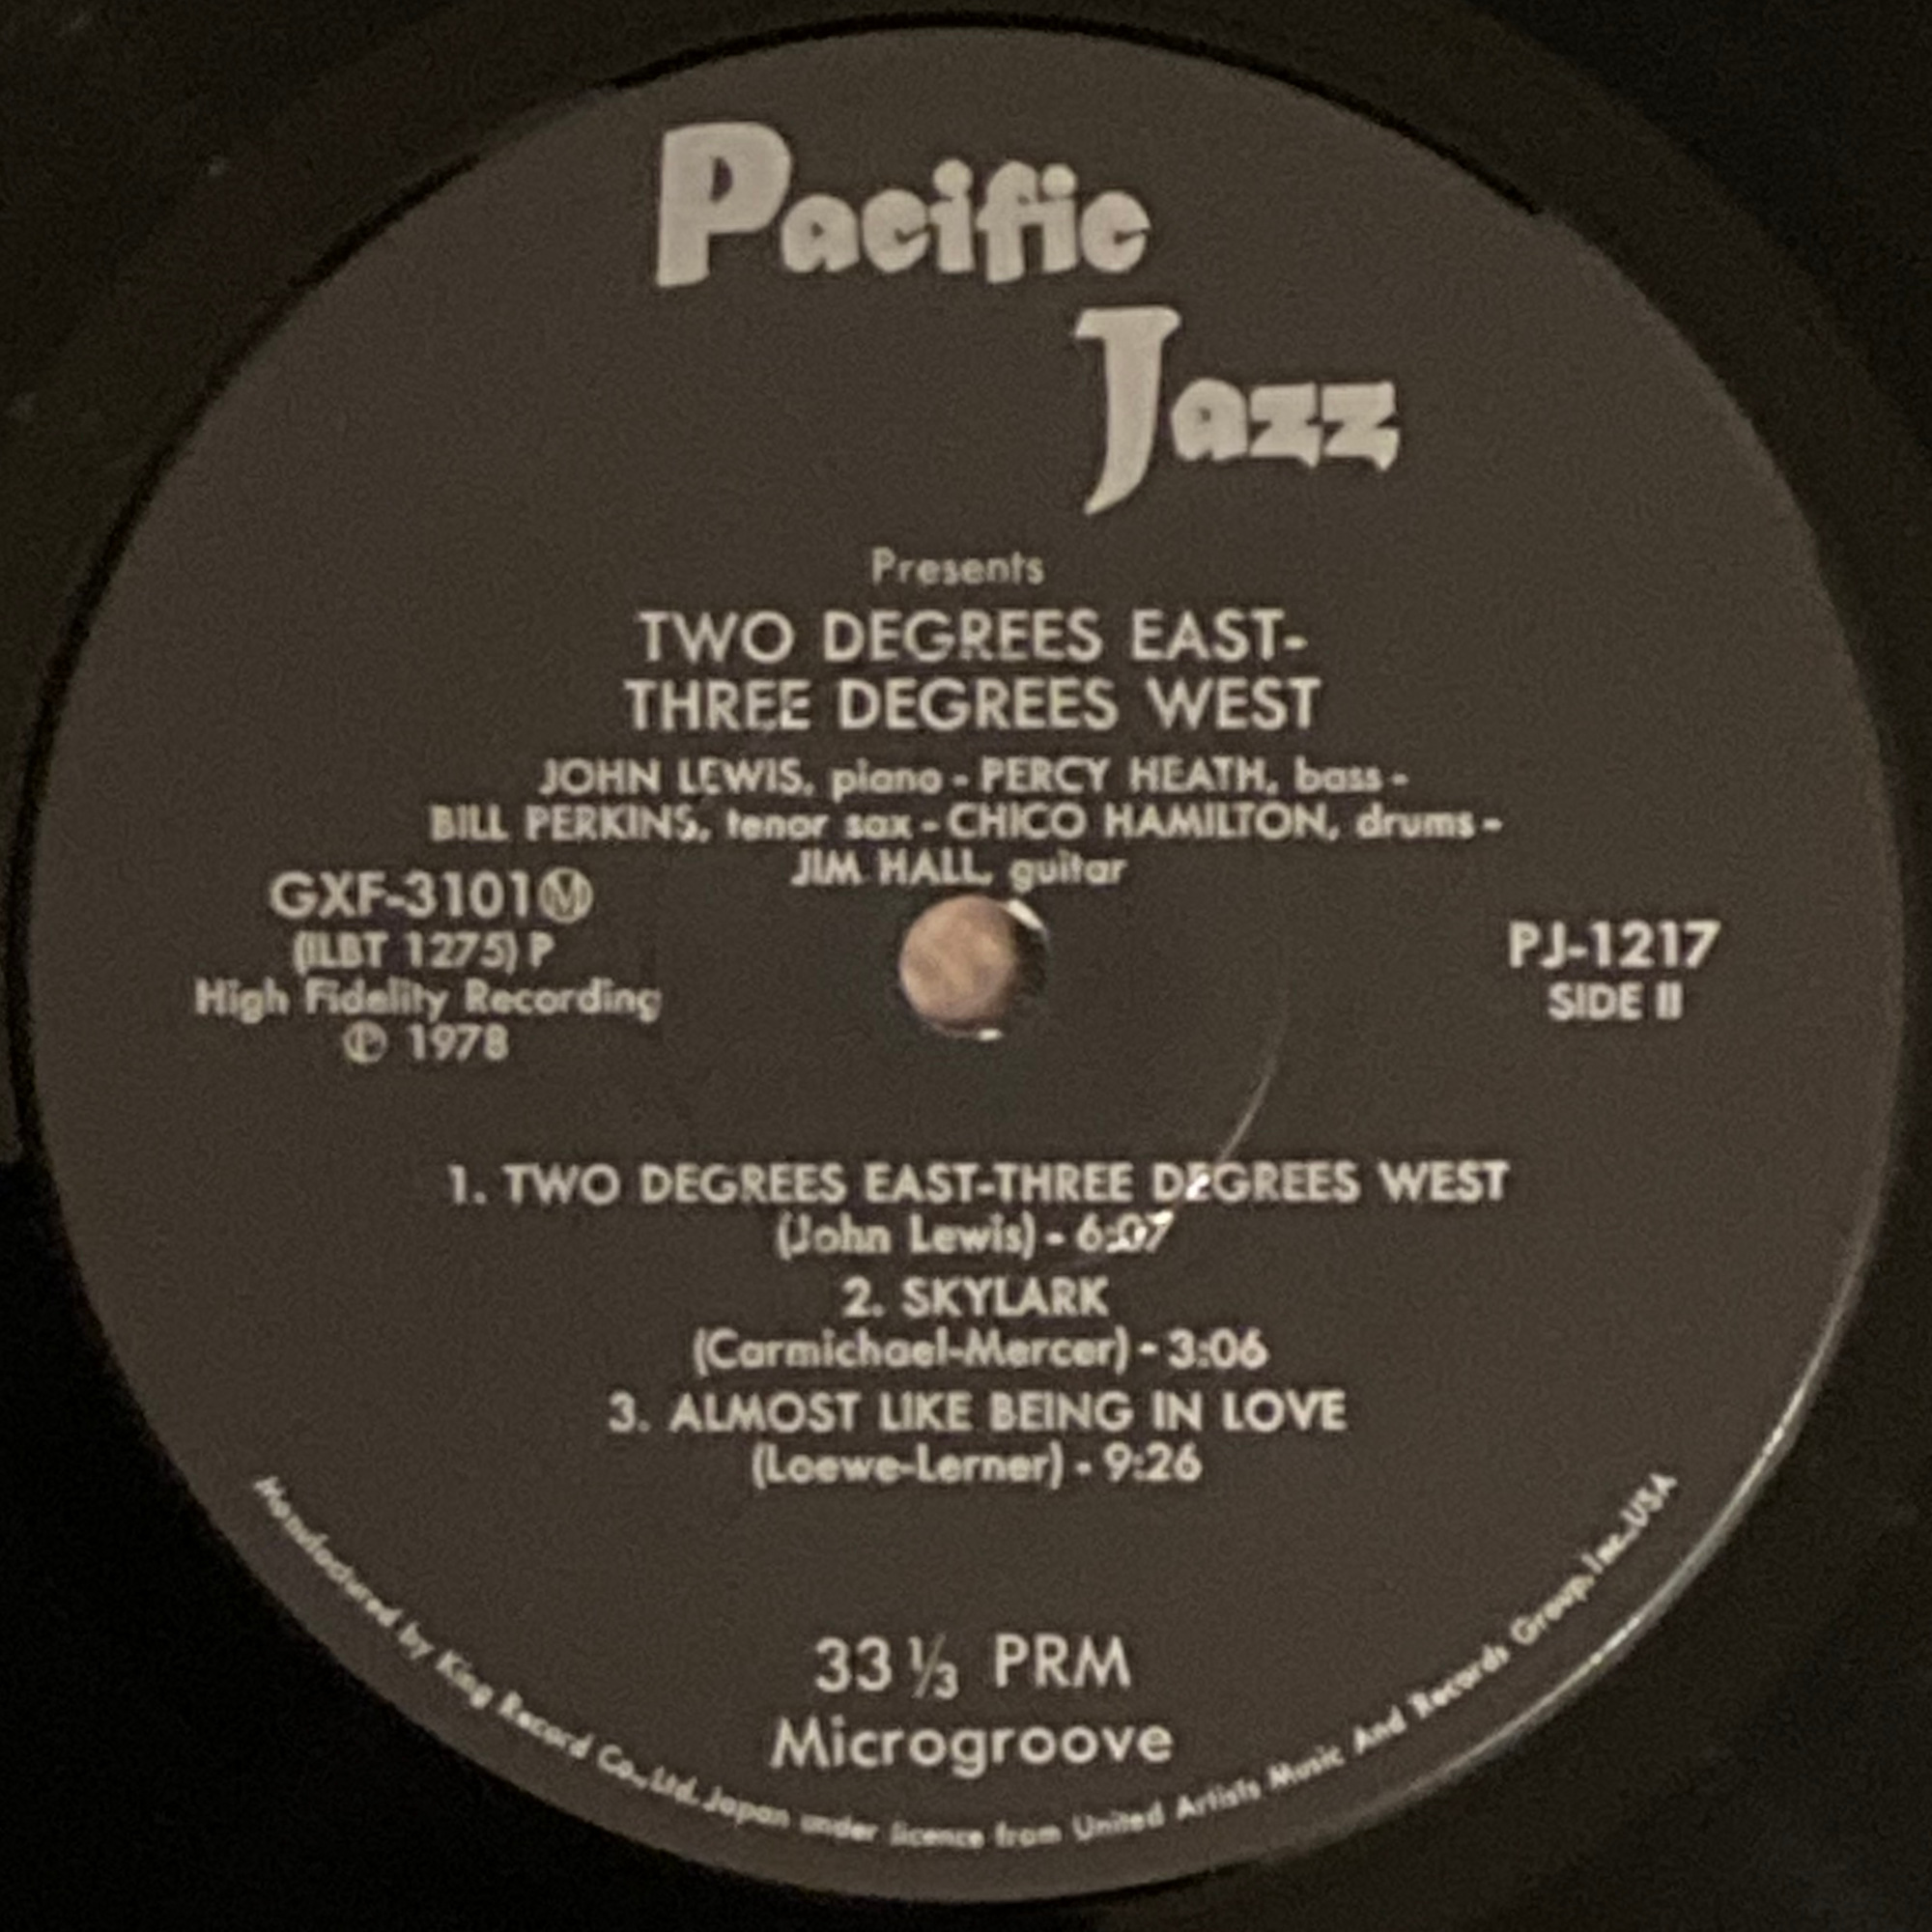 Pacific
Jazz
Presents
TWO DEGREES EAST-
THREE DEGREES WEST
JOHN LEWIS, piano - PERCY HEATH, bass -
BILL PERKINS, tenor sax - CHICO HAMILTON, drums -
JIM HALL, guitar
GXF-3101Ⓜ
(ILBT 1275) P
High Fidelity Recording
℗ 1978
PJ-1217
SIDE II
1. TWO DEGREES EAST-THREE DEGREES WEST
(John Lewis) - 6:07
2. SKYLARK
(Carmichael-Mercer) - 3:06
3. ALMOST LIKE BEING IN LOVE
(Loewe-Lerner) - 9:26
33 1/3 PRM
Microgroove
Manufactured by King Record Co., Ltd. Japan under licence from United Artists Music And Records Group, Inc., USA